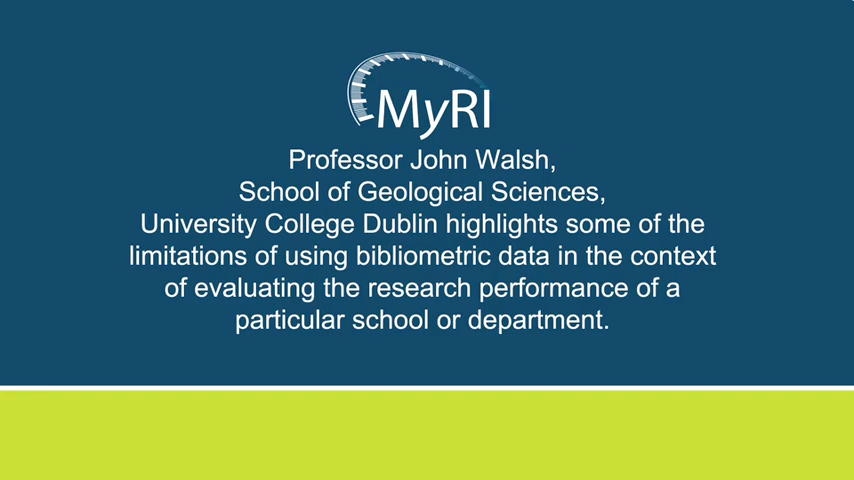 MyRI
Professor John Walsh,
School of Geological Sciences,
University College Dublin highlights some of the
limitations of using bibliometric data in the context
of evaluating the research performance of a
particular school or department.